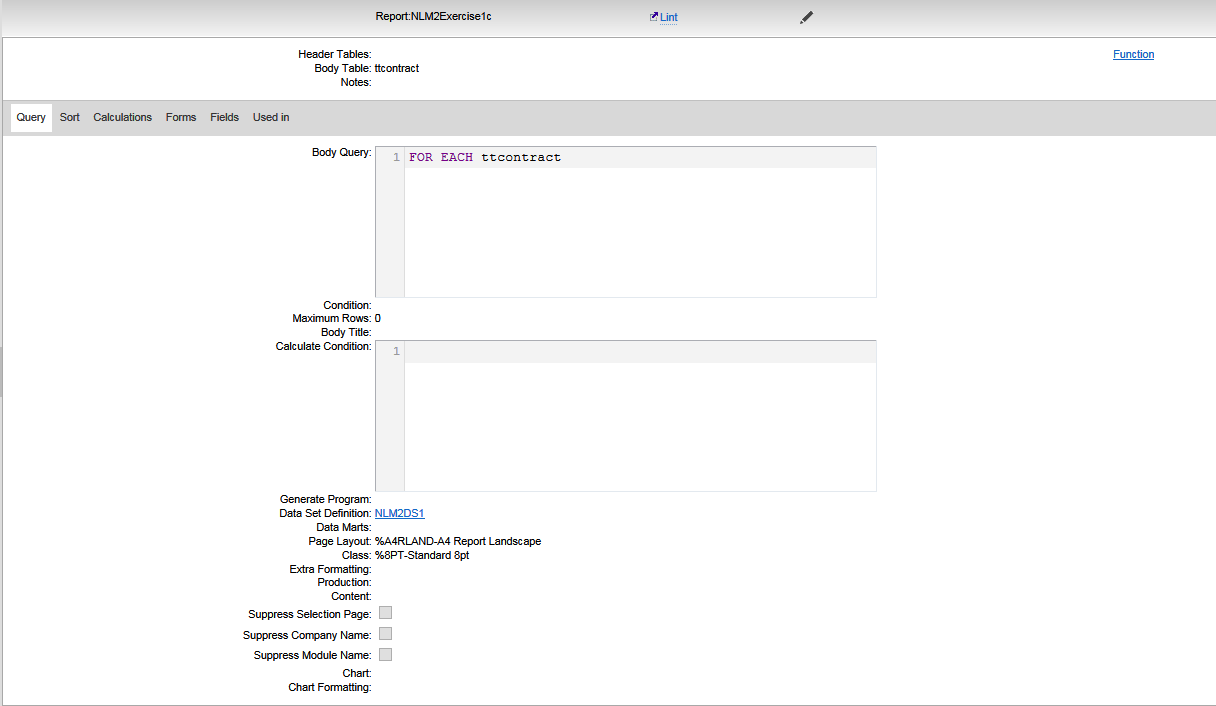 Report:NLM2Exercise1c Lint
Header Tables: Function
Body Table: ttcontract
Notes:
Query Sort Calculations Forms Fields Used in
Body Query: 1 FOR EACH ttcontract
Condition:
Maximum Rows: 0
Body Title:
Calculate Condition: 1
Generate Program:
Data Set Definition: NLM2DS1
Data Marts:
Page Layout: %A4RLAND-A4 Report Landscape
Class: %8PT-Standard 8pt
Extra Formatting:
Production:
Content:
Suppress Selection Page:
Suppress Company Name:
Suppress Module Name:
Chart:
Chart Formatting: